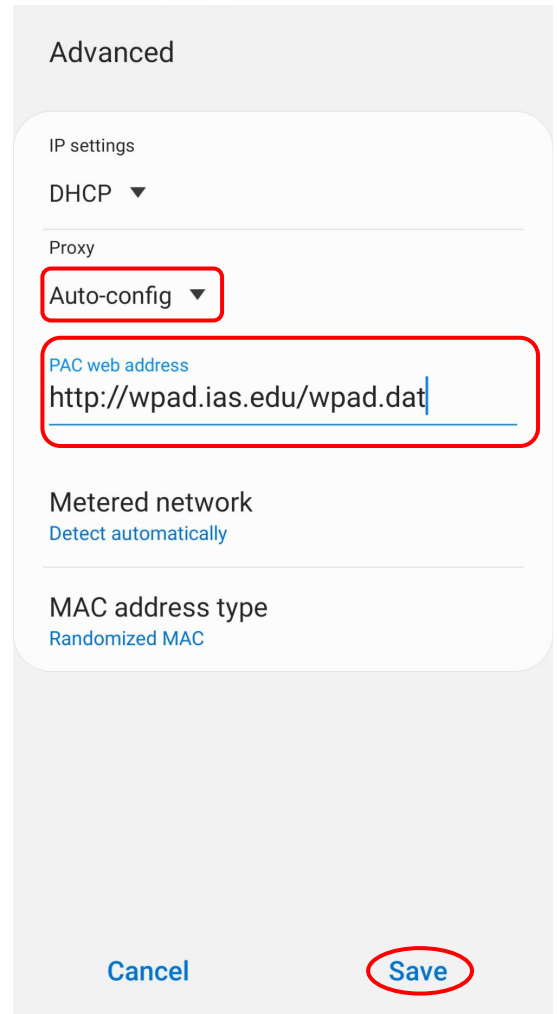 Advanced
IP settings
DHCP
Proxy
Auto-config
PAC web address
http://wpad.ias.edu/wpad.dat
Metered network
Detect automatically
MAC address type
Randomized MAC
Cancel Save